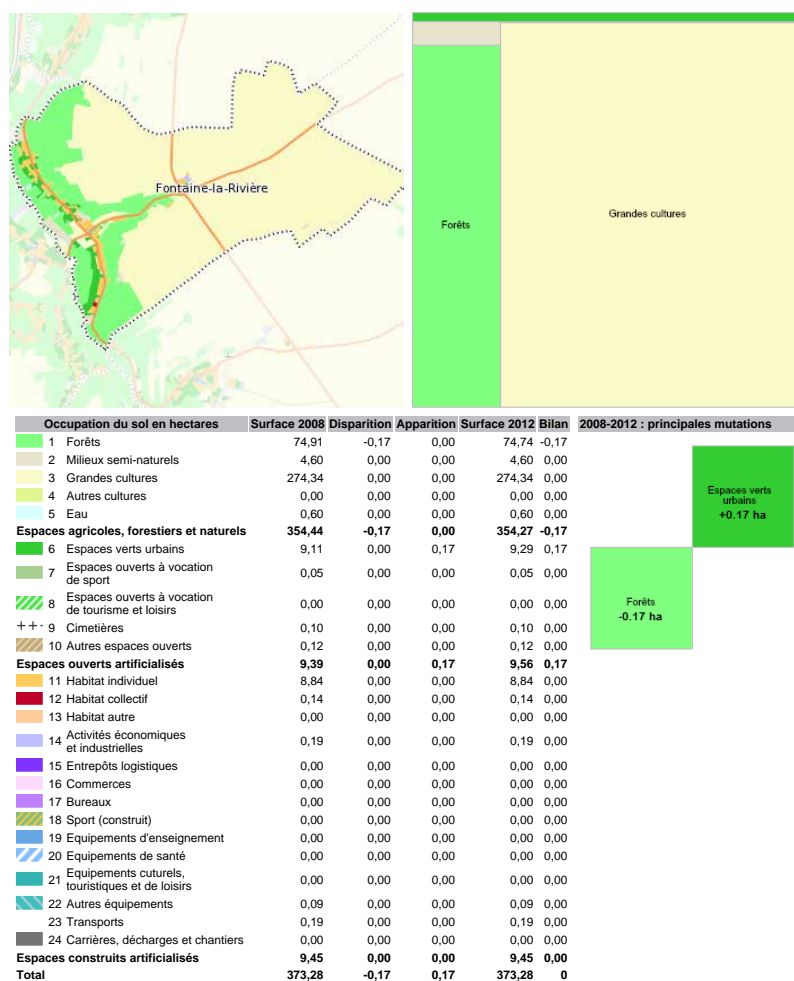 Fontaine-la-Rivière
Forêts
Grandes cultures
Occupation du sol en hectares Surface 2008 Disparition Apparition Surface 2012 Bilan 2008-2012 : principales mutations
1 Forêts 74,91 -0,17 0,00 74,74 -0,17
2 Milieux semi-naturels 4,60 0,00 0,00 4,60 0,00
3 Grandes cultures 274,34 0,00 0,00 274,34 0,00
4 Autres cultures 0,00 0,00 0,00 0,00 0,00
5 Eau 0,60 0,00 0,00 0,60 0,00
Espaces agricoles, forestiers et naturels 354,44 -0,17 0,00 354,27 -0,17
6 Espaces verts urbains 9,11 0,00 0,17 9,29 0,17
7 Espaces ouverts à vocation
de sport 0,05 0,00 0,00 0,05 0,00
8 Espaces ouverts à vocation
de tourisme et loisirs 0,00 0,00 0,00 0,00 0,00
9 Cimetières 0,10 0,00 0,00 0,10 0,00
10 Autres espaces ouverts 0,12 0,00 0,00 0,12 0,00
Espaces ouverts artificialisés 9,39 0,00 0,17 9,56 0,17
11 Habitat individuel 8,84 0,00 0,00 8,84 0,00
12 Habitat collectif 0,14 0,00 0,00 0,14 0,00
13 Habitat autre 0,00 0,00 0,00 0,00 0,00
14 Activités économiques
et industrielles 0,19 0,00 0,00 0,19 0,00
15 Entrepôts logistiques 0,00 0,00 0,00 0,00 0,00
16 Commerces 0,00 0,00 0,00 0,00 0,00
17 Bureaux 0,00 0,00 0,00 0,00 0,00
18 Sport (construit) 0,00 0,00 0,00 0,00 0,00
19 Equipements d'enseignement 0,00 0,00 0,00 0,00 0,00
20 Equipements de santé 0,00 0,00 0,00 0,00 0,00
21 Equipements cuturels,
touristiques et de loisirs 0,00 0,00 0,00 0,00 0,00
22 Autres équipements 0,09 0,00 0,00 0,09 0,00
23 Transports 0,19 0,00 0,00 0,19 0,00
24 Carrières, décharges et chantiers 0,00 0,00 0,00 0,00 0,00
Espaces construits artificialisés 9,45 0,00 0,00 9,45 0,00
Total 373,28 -0,17 0,17 373,28 0
Espaces verts
urbains
+0.17 ha
Forêts
-0.17 ha